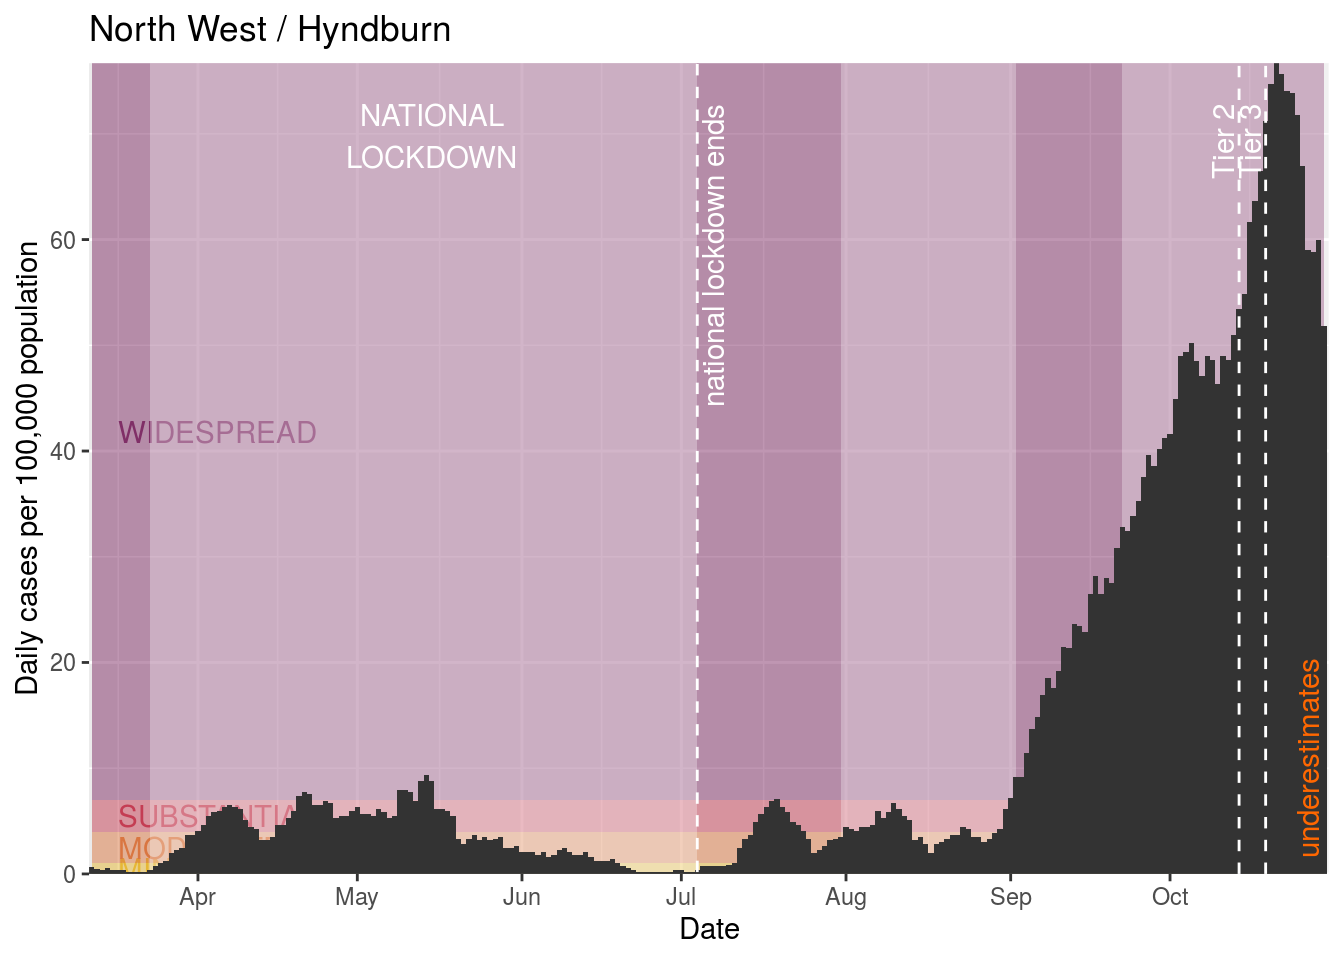 North West / Hyndburn
NATIONAL
LOCKDOWN
national lockdown ends
Tier 2
Tier 3
WIDESPREAD
underestimates
Daily cases per 100,000 population
60
40
20
0
Apr
May
Jun
Jul
Aug
Sep
Oct
Date